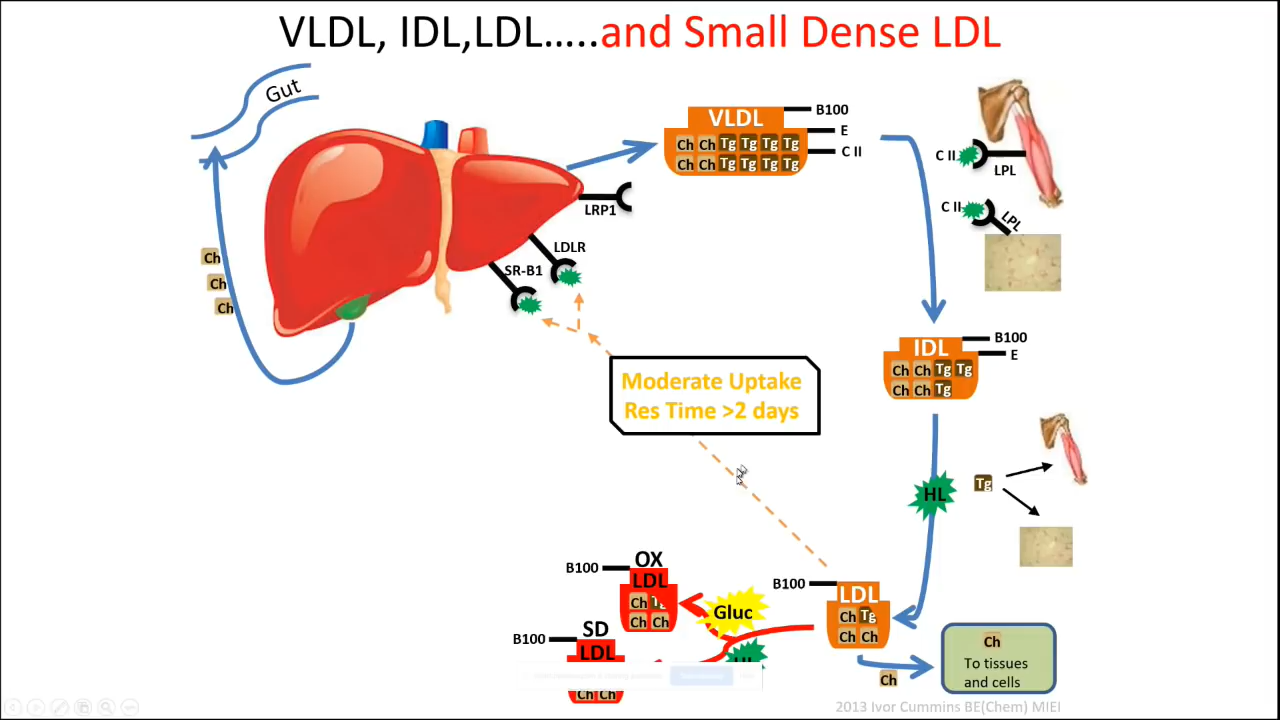 VLDL, IDL,LDL.....and Small Dense LDL
Gut
VLDL
B100
E
C II
Ch Ch Tg Tg Tg Tg
Ch Ch Tg Tg Tg Tg
C II
LPL
C II
LPL
LRP1
LDLR
SR-B1
Ch
Ch
Ch
IDL
B100
E
Ch Ch Tg Tg
Ch Ch Tg
Moderate Uptake
Res Time >2 days
HL
Tg
OX
B100
LDL
Ch Tg
Ch Ch
Gluc
B100
LDL
Ch Tg
Ch Ch
SD
B100
LDL
Ch Ch
HL
Ch
Ch
To tissues
and cells
2013 Ivor Cummins BE(Chem) MIEI